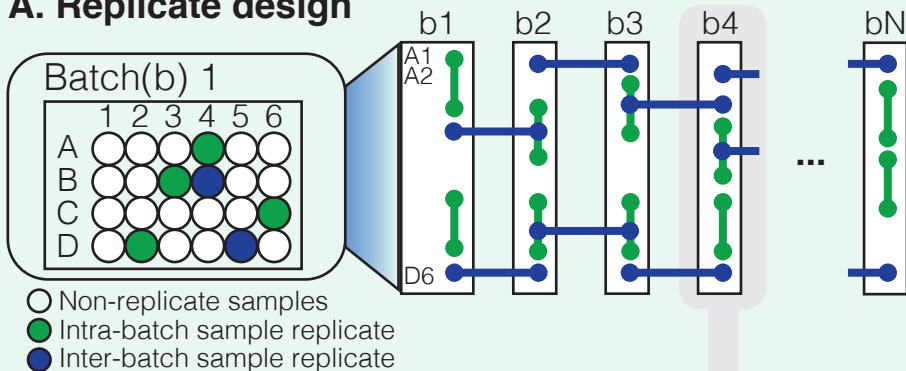 A. Replicate design
b1 b2 b3 b4 bN
Batch(b) 1
1 2 3 4 5 6
A
B
C
D
A1
A2
D6
...
Non-replicate samples
Intra-batch sample replicate
Inter-batch sample replicate